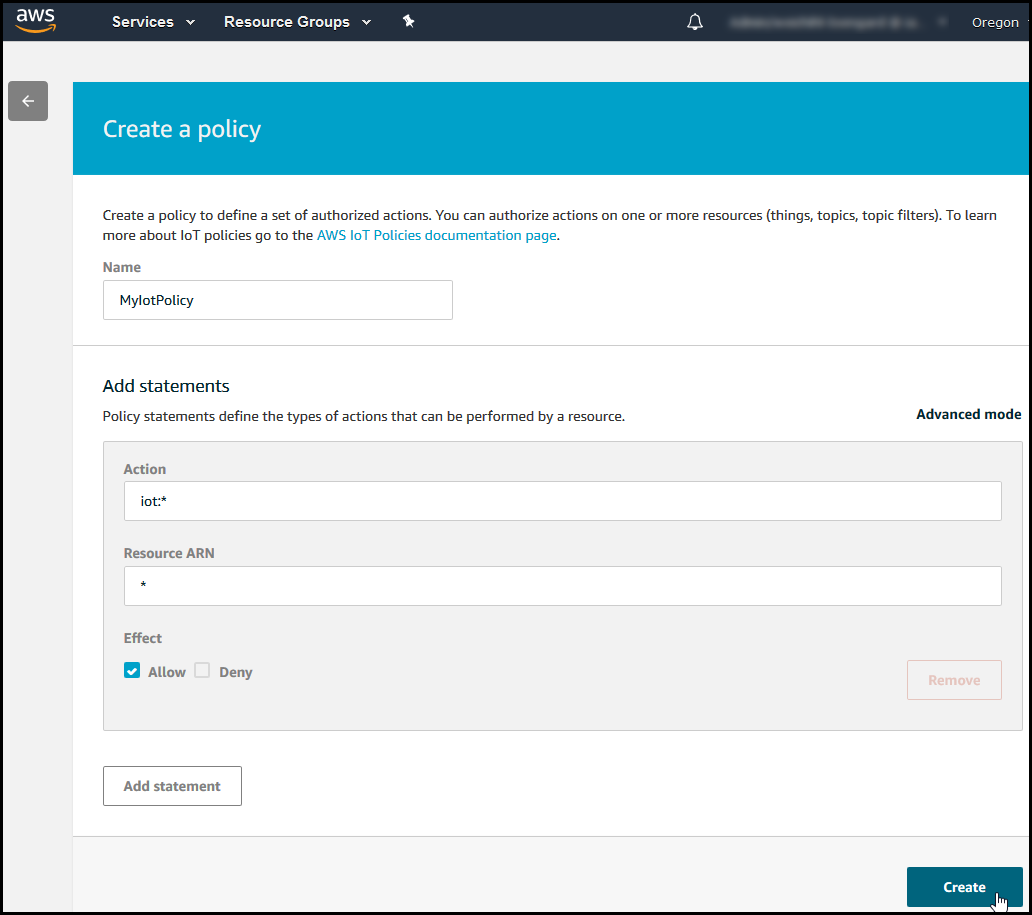 aws Services Resource Groups Oregon
Create a policy
Create a policy to define a set of authorized actions. You can authorize actions on one or more resources (things, topics, topic filters). To learn
more about IoT policies go to the AWS IoT Policies documentation page.
Name
MyIotPolicy
Add statements
Policy statements define the types of actions that can be performed by a resource.
Advanced mode
Action
iot:*
Resource ARN
*
Effect
Allow Deny
Remove
Add statement
Create